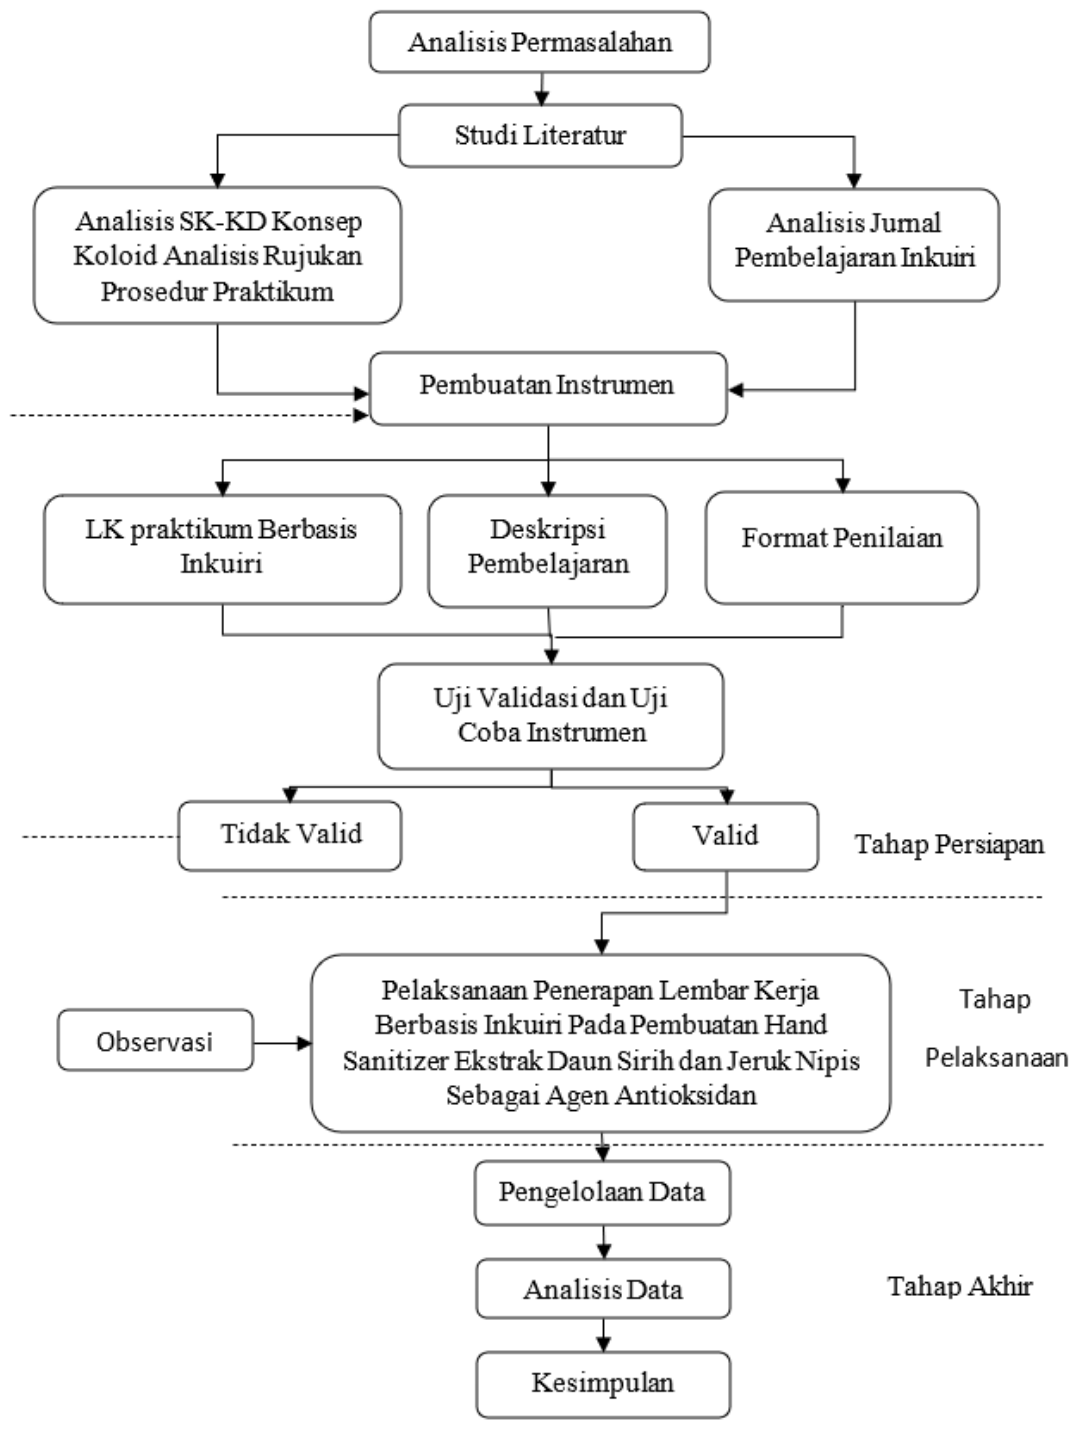 Analisis Permasalahan
Studi Literatur
Analisis SK-KD Konsep
Koloid Analisis Rujukan
Prosedur Praktikum
Analisis Jurnal
Pembelajaran Inkuiri
Pembuatan Instrumen
LK praktikum Berbasis
Inkuiri
Deskripsi
Pembelajaran
Format Penilaian
Uji Validasi dan Uji
Coba Instrumen
Tidak Valid
Valid
Tahap Persiapan
Pelaksanaan Penerapan Lembar Kerja
Berbasis Inkuiri Pada Pembuatan Hand
Sanitizer Ekstrak Daun Sirih dan Jeruk Nipis
Sebagai Agen Antioksidan
Observasi
Tahap
Pelaksanaan
Pengelolaan Data
Analisis Data
Tahap Akhir
Kesimpulan